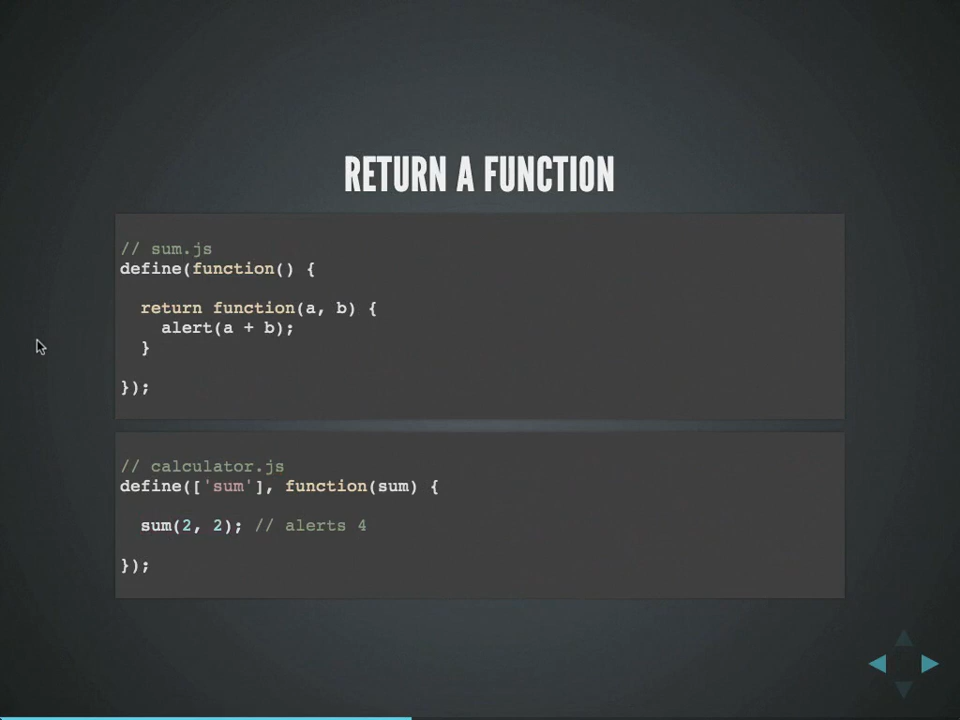 RETURN A FUNCTION
// sum.js
define(function() {
return function(a, b) {
alert(a + b);
}
});
// calculator.js
define(['sum'], function(sum) {
sum(2, 2); // alerts 4
});